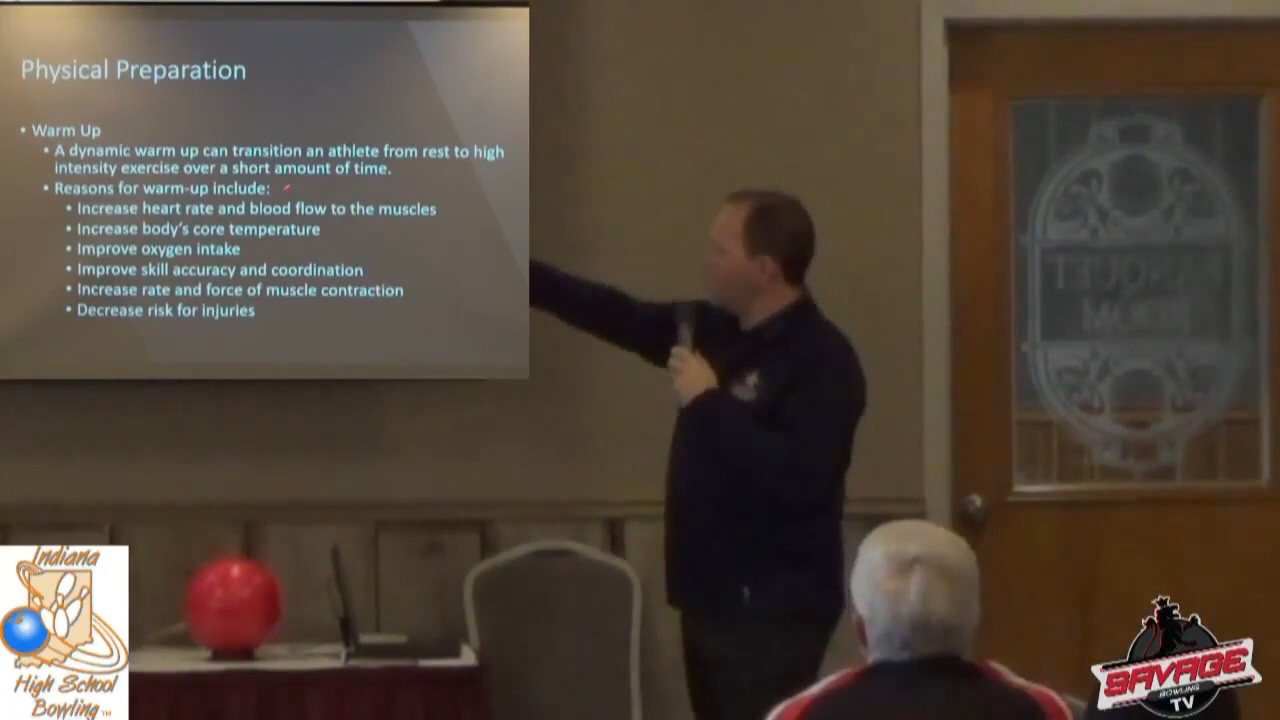 Physical Preparation
• Warm Up
• A dynamic warm up can transition an athlete from rest to high
intensity exercise over a short amount of time.
• Reasons for warm-up include:
• Increase heart rate and blood flow to the muscles
• Increase body's core temperature
• Improve oxygen intake
• Improve skill accuracy and coordination
• Increase rate and force of muscle contraction
• Decrease risk for injuries
BANQUET
ROOM
Indiana
High School
Bowling™
SAVAGE
BOWLING
TV